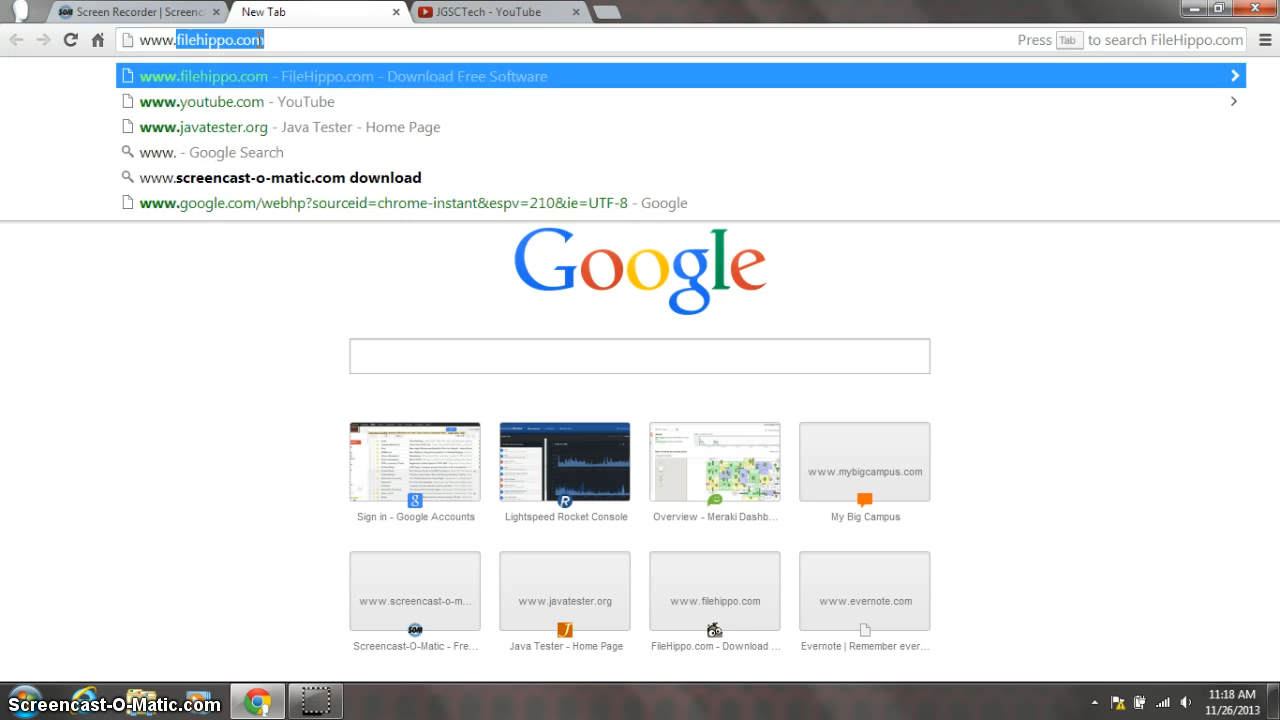 Screen Recorder | Screenc
New Tab
JGSCTech - YouTube
www.filehippo.com
Press Tab to search FileHippo.com
www.filehippo.com - FileHippo.com - Download Free Software
www.youtube.com - YouTube
www.javatester.org - Java Tester - Home Page
www. - Google Search
www.screencast-o-matic.com download
www.google.com/webhp?sourceid=chrome-instant&espv=210&ie=UTF-8 - Google
Google
www.mybigcampus.com
Sign in - Google Accounts
Lightspeed Rocket Console
Overview - Meraki Dashb...
My Big Campus
www.screencast-o-m...
www.javatester.org
www.filehippo.com
www.evernote.com
Screencast-O-Matic - Fre...
Java Tester - Home Page
FileHippo.com - Download ...
Evernote | Remember ever...
Screencast-O-Matic.com
11:18 AM
11/26/2013